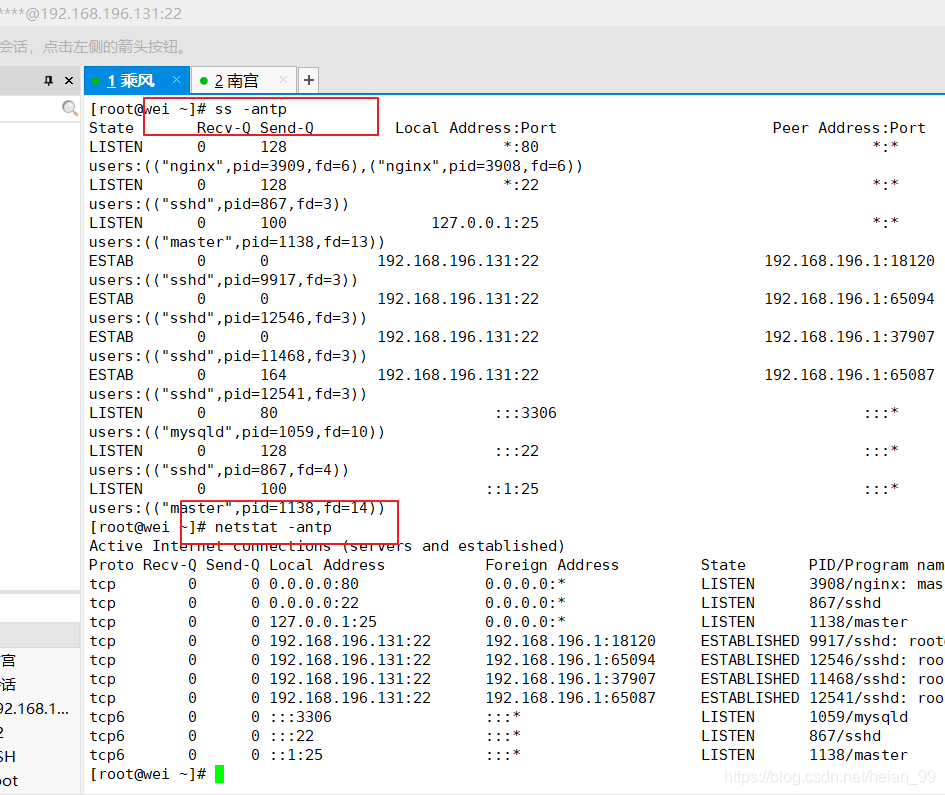 ****@192.168.196.131:22
会话，点击左侧的箭头按钮。
1 乘风 × 2 南宫 × +
[root@wei ~]# ss -antp
State Recv-Q Send-Q Local Address:Port Peer Address:Port
LISTEN 0 128 *:80 *:*
users:(("nginx",pid=3909,fd=6),("nginx",pid=3908,fd=6))
LISTEN 0 128 *:22 *:*
users:(("sshd",pid=867,fd=3))
LISTEN 0 100 127.0.0.1:25 *:*
users:(("master",pid=1138,fd=13))
ESTAB 0 0 192.168.196.131:22 192.168.196.1:18120
users:(("sshd",pid=9917,fd=3))
ESTAB 0 0 192.168.196.131:22 192.168.196.1:65094
users:(("sshd",pid=12546,fd=3))
ESTAB 0 0 192.168.196.131:22 192.168.196.1:37907
users:(("sshd",pid=11468,fd=3))
ESTAB 0 164 192.168.196.131:22 192.168.196.1:65087
users:(("sshd",pid=12541,fd=3))
LISTEN 0 80 :::3306 :::*
users:(("mysqld",pid=1059,fd=10))
LISTEN 0 128 :::22 :::*
users:(("sshd",pid=867,fd=4))
LISTEN 0 100 ::1:25 :::*
users:(("master",pid=1138,fd=14))
[root@wei ~]# netstat -antp
Active Internet connections (servers and established)
Proto Recv-Q Send-Q Local Address Foreign Address State PID/Program nam
tcp 0 0 0.0.0.0:80 0.0.0.0:* LISTEN 3908/nginx: mas
tcp 0 0 0.0.0.0:22 0.0.0.0:* LISTEN 867/sshd
tcp 0 0 127.0.0.1:25 0.0.0.0:* LISTEN 1138/master
tcp 0 0 192.168.196.131:22 192.168.196.1:18120 ESTABLISHED 9917/sshd: root
tcp 0 0 192.168.196.131:22 192.168.196.1:65094 ESTABLISHED 12546/sshd: roo
tcp 0 0 192.168.196.131:22 192.168.196.1:37907 ESTABLISHED 11468/sshd: roo
tcp 0 0 192.168.196.131:22 192.168.196.1:65087 ESTABLISHED 12541/sshd: roo
tcp6 0 0 :::3306 :::* LISTEN 1059/mysqld
tcp6 0 0 :::22 :::* LISTEN 867/sshd
tcp6 0 0 ::1:25 :::* LISTEN 1138/master
[root@wei ~]#
宫
话
92.168.1...
2
SH
oot
https://blog.csdn.net/heian_99